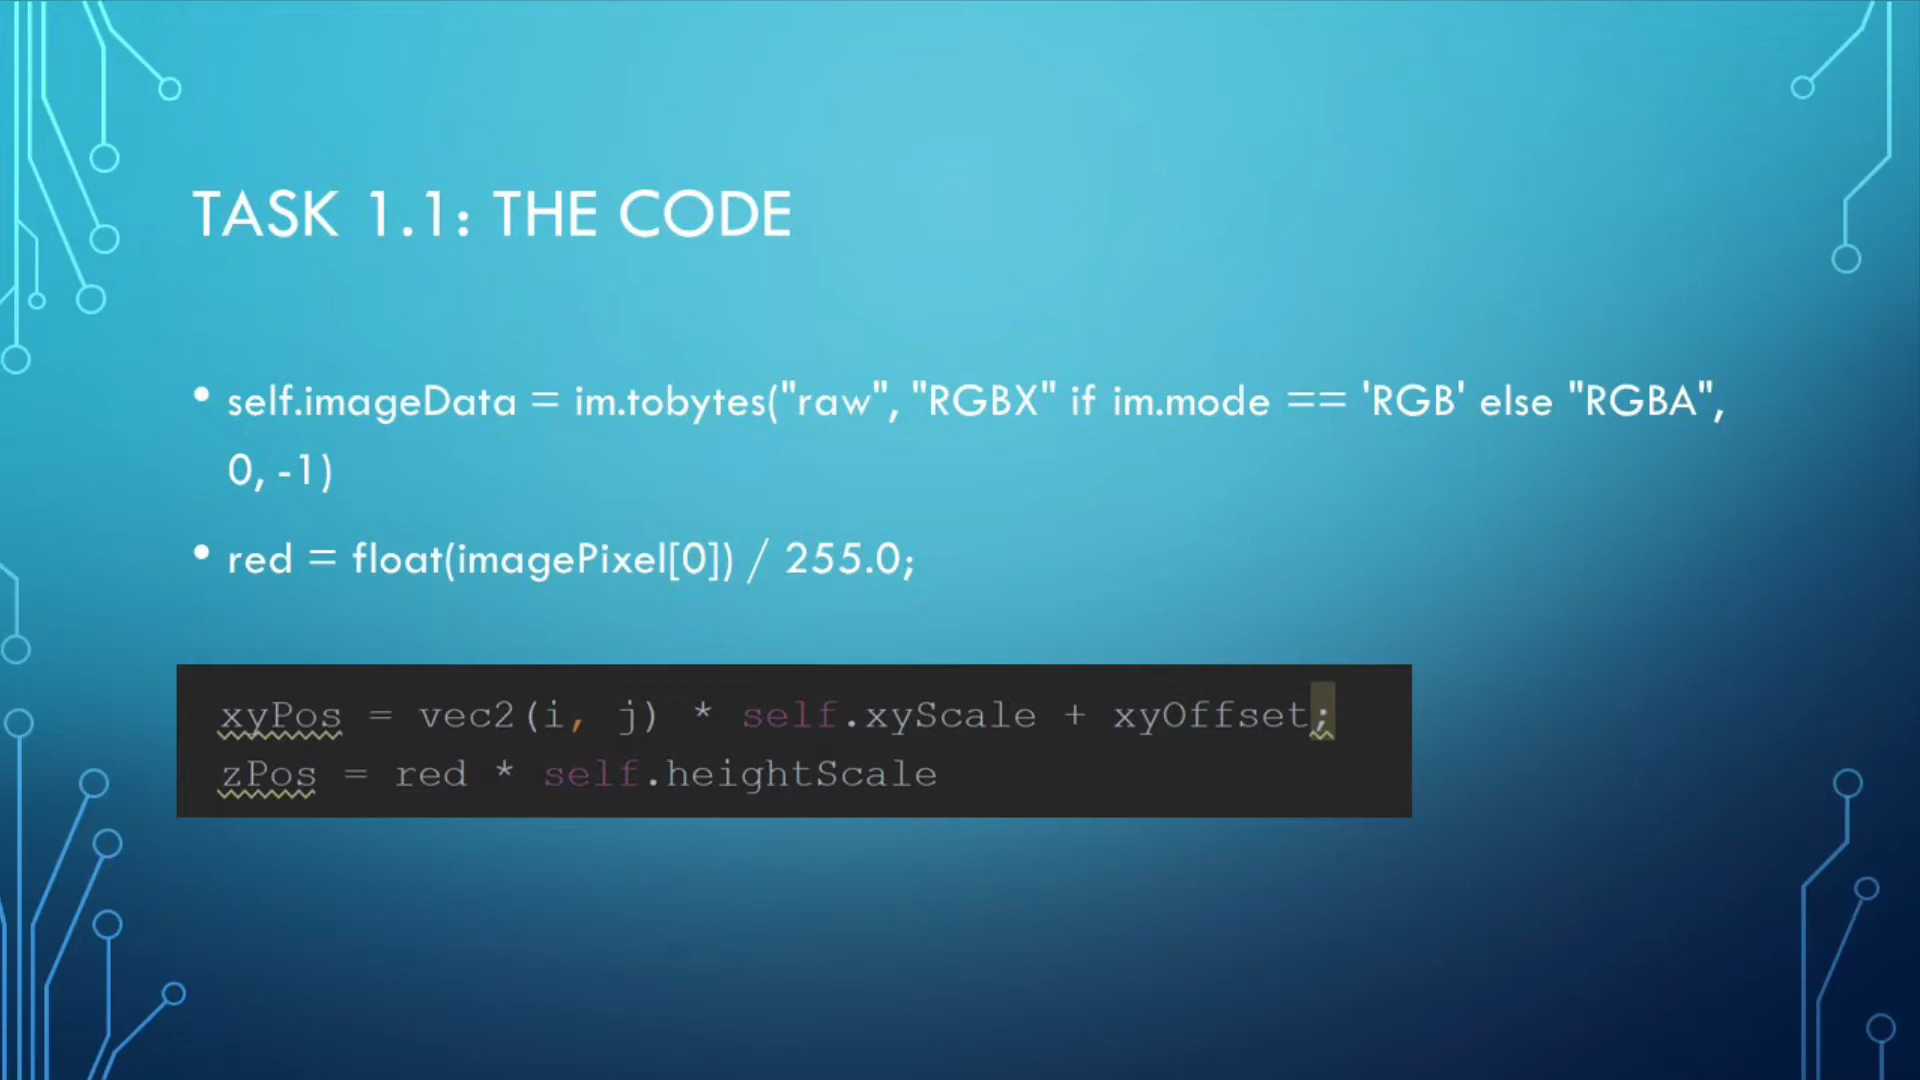 TASK 1.1: THE CODE
• self.imageData = im.tobytes("raw", "RGBX" if im.mode == 'RGB' else "RGBA",
0, -1)
• red = float(imagePixel[0]) / 255.0;
xyPos = vec2(i, j) * self.xyScale + xyOffset;
zPos = red * self.heightScale